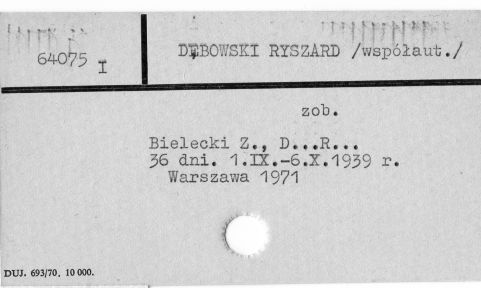 64075 I
DĘBOWSKI RYSZARD /współaut./
zob.
Bielecki Z., D...R...
36 dni. 1.IX.-6.X.1939 r.
Warszawa 1971
DUJ. 693/70. 10 000.